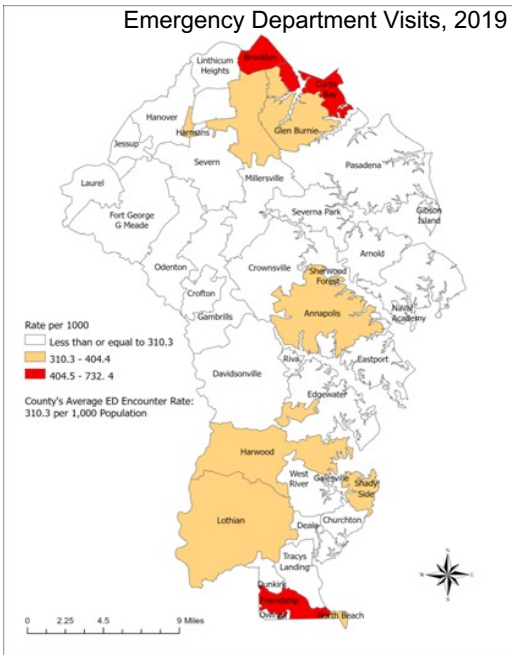 Emergency Department Visits, 2019
Brooklyn
Linthicum
Heights
Curtis
Bay
Hanover
Harmans
Glen Burnie
Jessup
Severn
Pasadena
Millersville
Laurel
Fort George
G Meade
Severna Park
Gibson
Island
Arnold
Odenton
Crownsville
Sherwood
Forest
Crofton
Annapolis
Naval
Academy
Gambrills
Rate per 1000
Less than or equal to 310.3
310.3 - 404.4
404.5 - 732. 4
County's Average ED Encounter Rate:
310.3 per 1,000 Population
Riva
Eastport
Davidsonville
Edgewater
Harwood
West
River
Galesville
Shady
Side
Lothian
Deale
Churchton
Tracys
Landing
Dunkirk
Friendship
North Beach
N
W
E
S
0 2.25 4.5 9 Miles